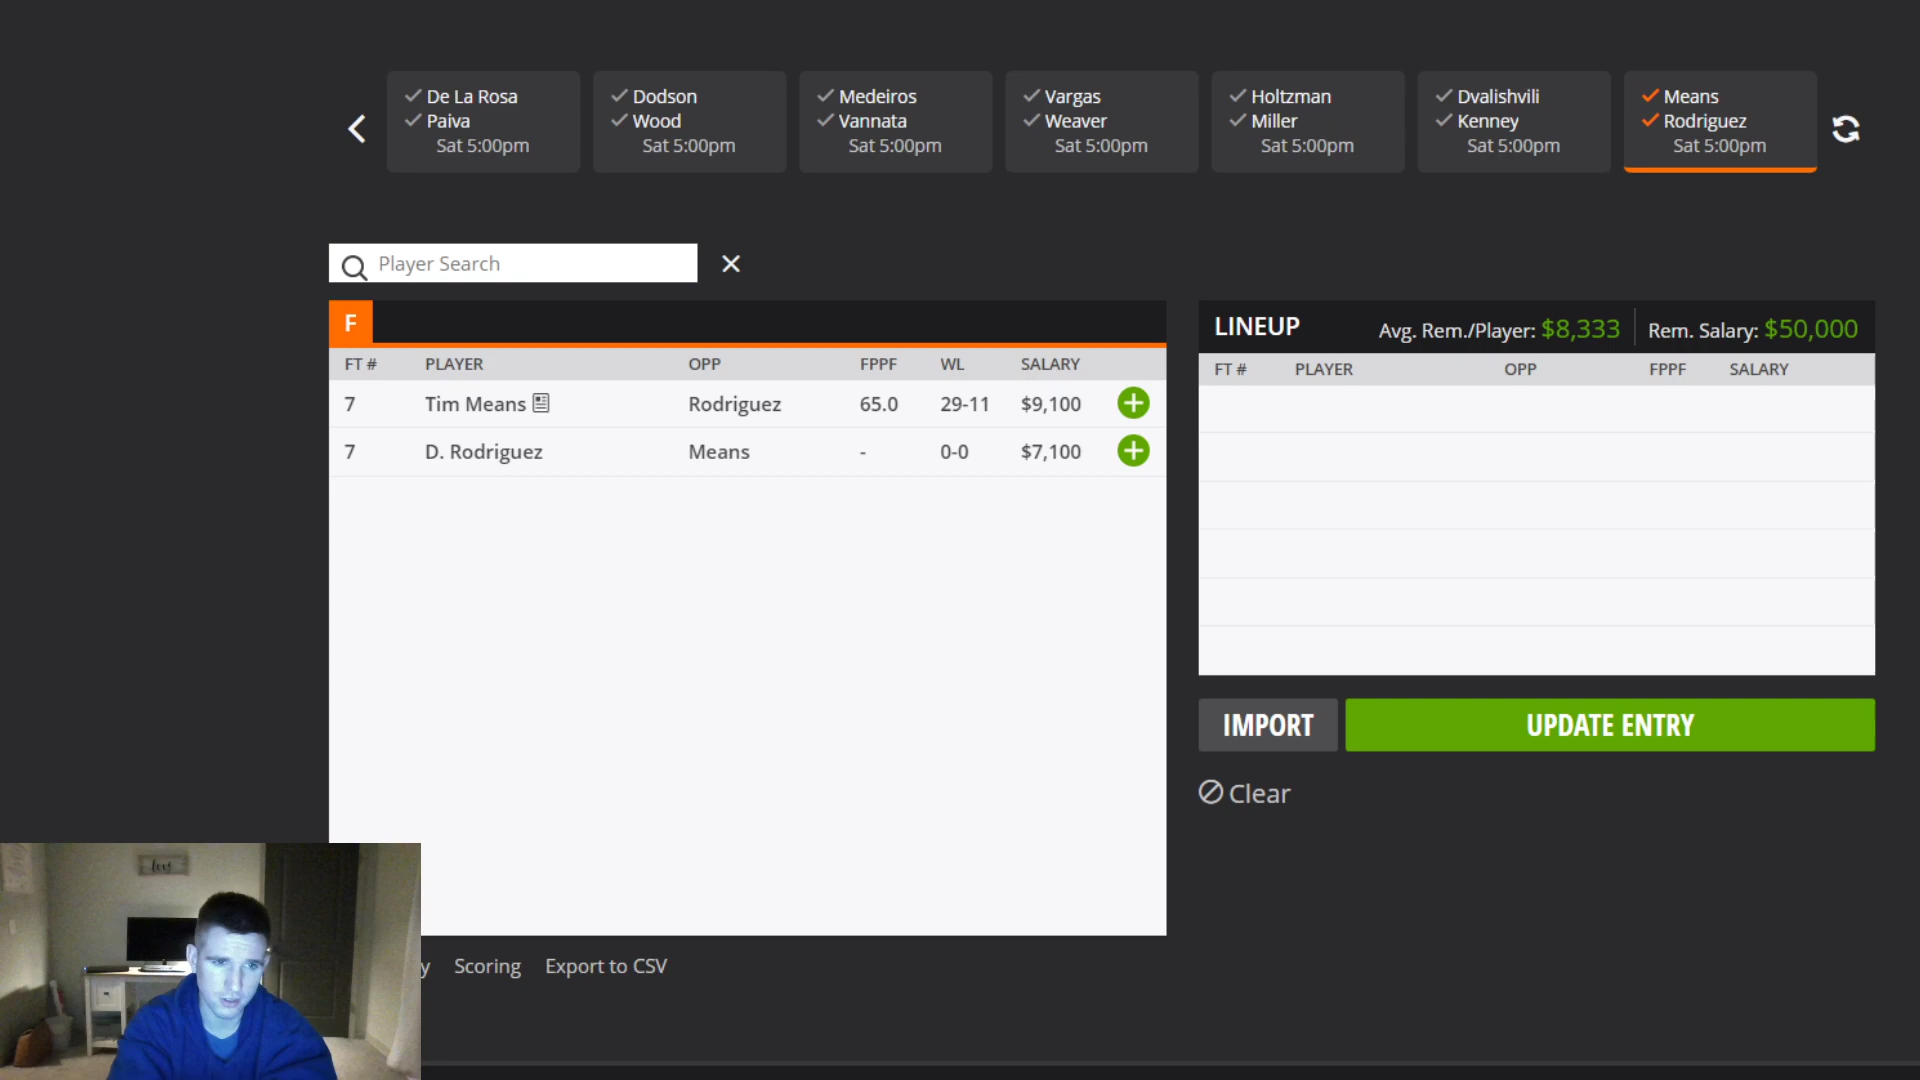 De La Rosa
Paiva
Sat 5:00pm
Dodson
Wood
Sat 5:00pm
Medeiros
Vannata
Sat 5:00pm
Vargas
Weaver
Sat 5:00pm
Holtzman
Miller
Sat 5:00pm
Dvalishvili
Kenney
Sat 5:00pm
Means
Rodriguez
Sat 5:00pm
Player Search
F
FT # PLAYER OPP FPPF WL SALARY
7 Tim Means Rodriguez 65.0 29-11 $9,100
7 D. Rodriguez Means - 0-0 $7,100
LINEUP Avg. Rem./Player: $8,333 Rem. Salary: $50,000
FT # PLAYER OPP FPPF SALARY
IMPORT UPDATE ENTRY
Clear
love
y Scoring Export to CSV